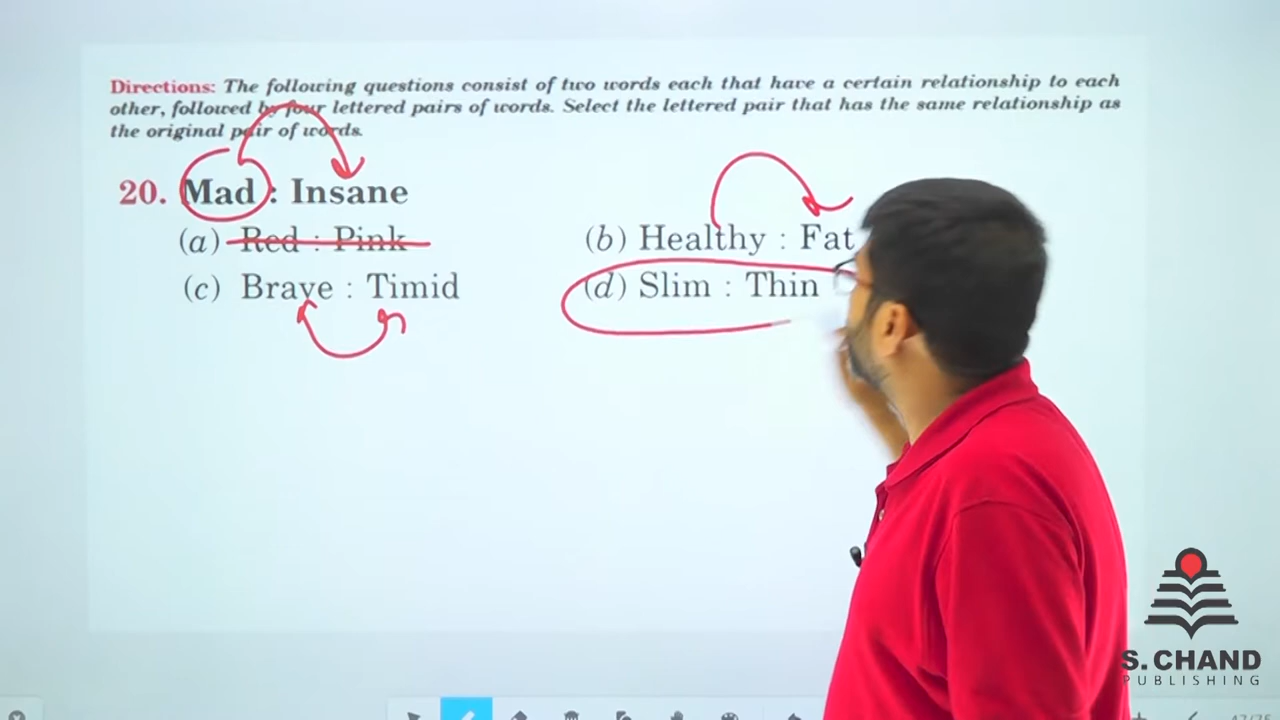 Directions: The following questions consist of two words each that have a certain relationship to each
other, followed by four lettered pairs of words. Select the lettered pair that has the same relationship as
the original pair of words.
20. Mad : Insane
(a) Red : Pink
(b) Healthy : Fat
(c) Brave : Timid
(d) Slim : Thin
S. CHAND
PUBLISHING